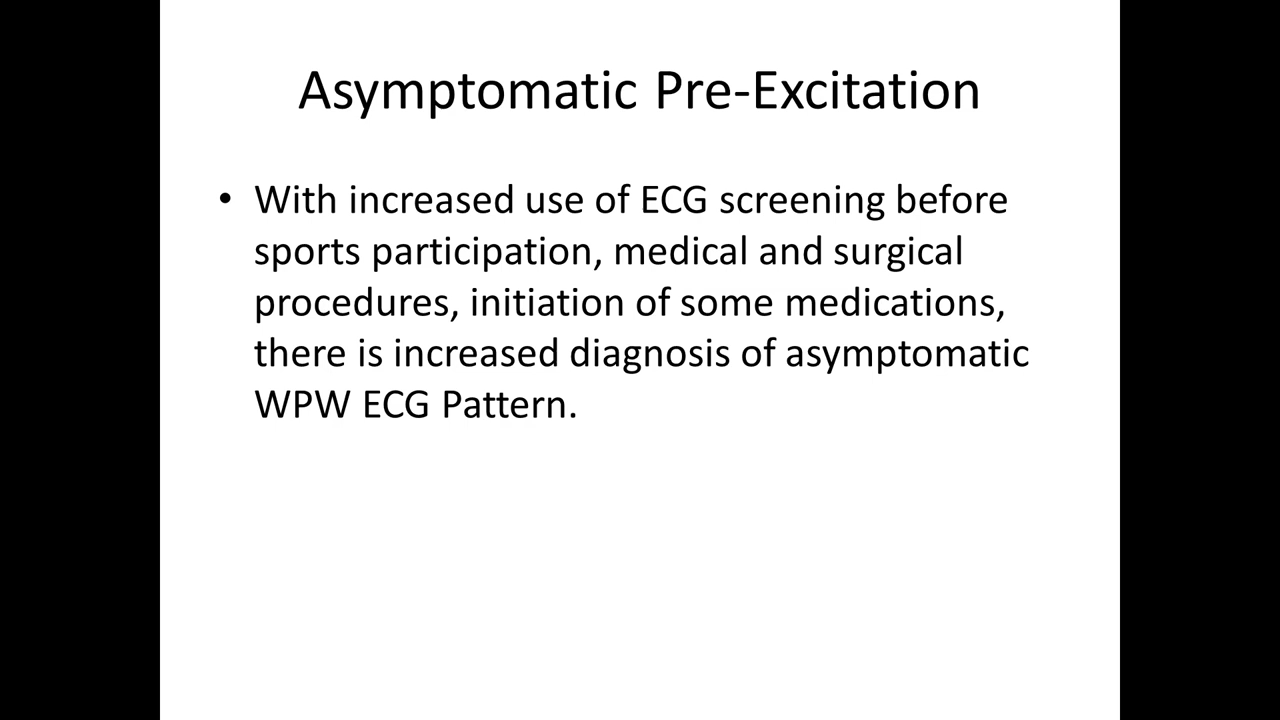 Asymptomatic Pre-Excitation
• With increased use of ECG screening before
sports participation, medical and surgical
procedures, initiation of some medications,
there is increased diagnosis of asymptomatic
WPW ECG Pattern.